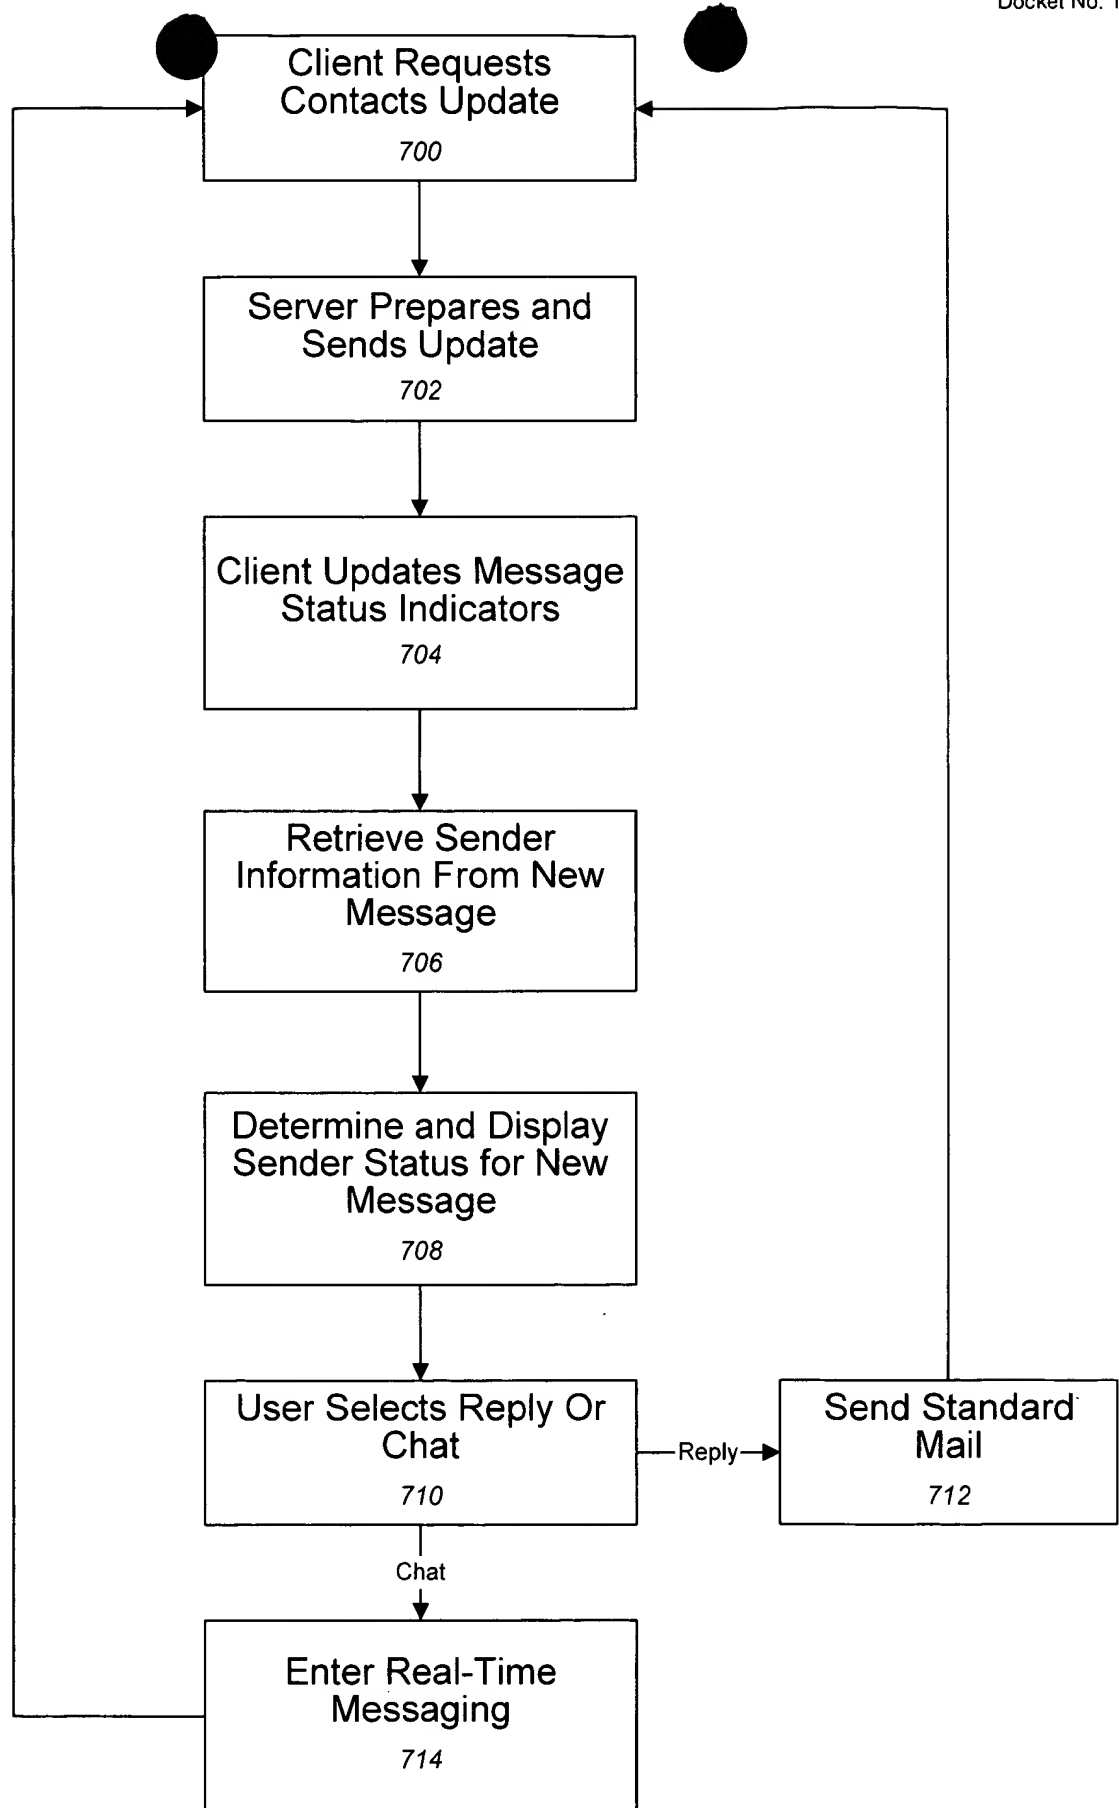 Docket No. 1
Client Requests
Contacts Update
700
Server Prepares and
Sends Update
702
Client Updates Message
Status Indicators
704
Retrieve Sender
Information From New
Message
706
Determine and Display
Sender Status for New
Message
708
User Selects Reply Or
Chat
710
Reply
Send Standard
Mail
712
Chat
Enter Real-Time
Messaging
714